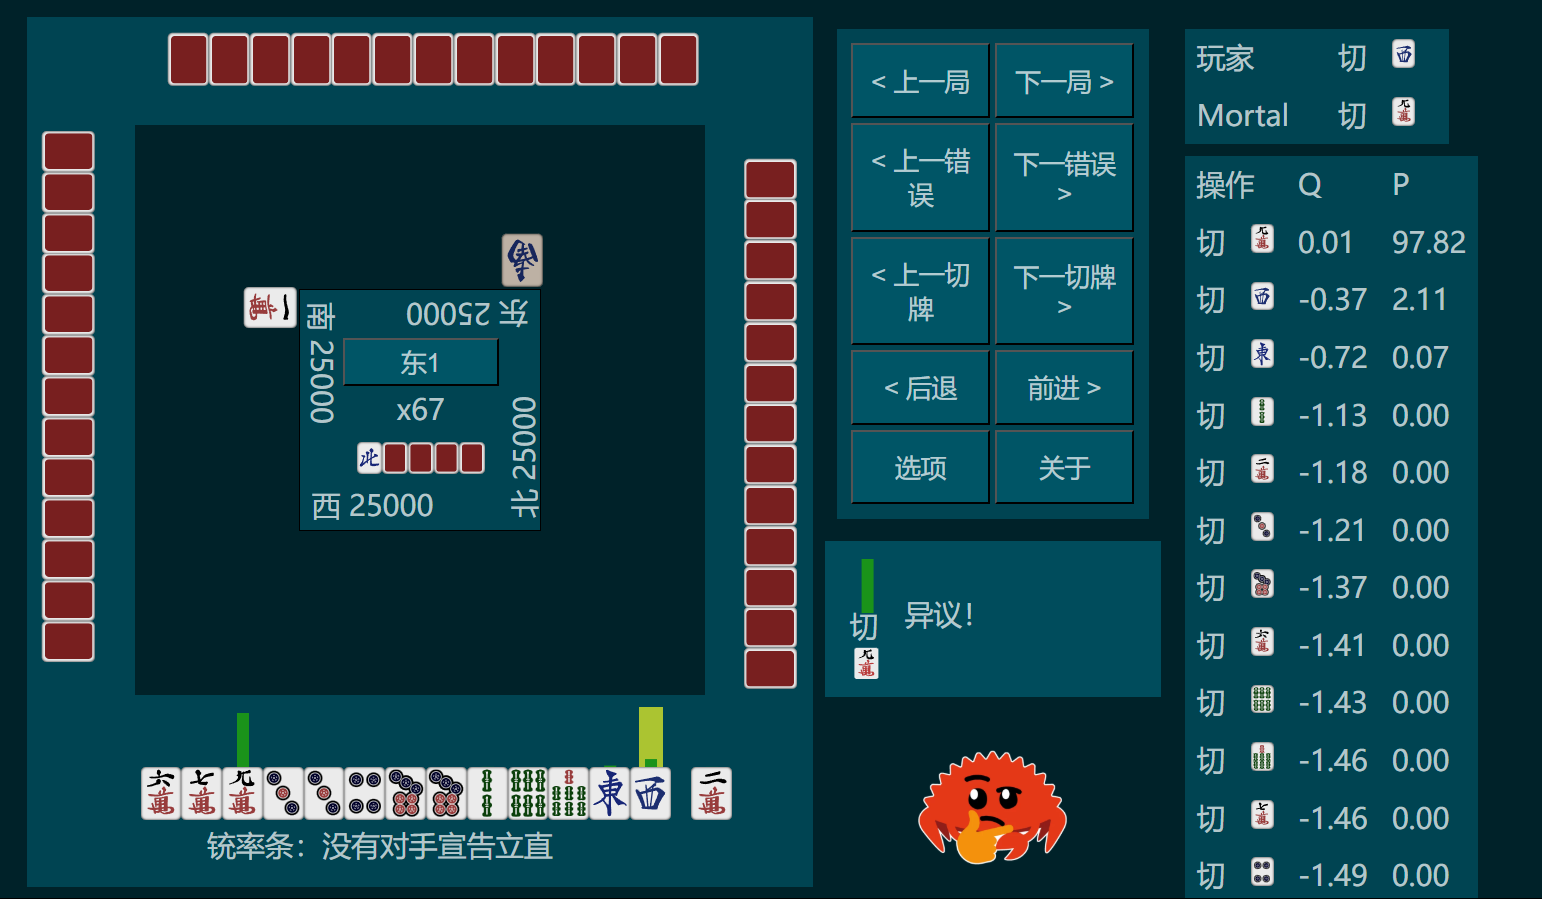 南 25000
东 25000
东1
x67
西 25000
北 25000
铳率条：没有对手宣告立直
< 上一局
下一局 >
< 上一错
误
下一错误
>
< 上一切
牌
下一切牌
>
< 后退
前进 >
选项
关于
切
异议！
玩家 切
Mortal 切
操作 Q P
切 0.01 97.82
切 -0.37 2.11
切 -0.72 0.07
切 -1.13 0.00
切 -1.18 0.00
切 -1.21 0.00
切 -1.37 0.00
切 -1.41 0.00
切 -1.43 0.00
切 -1.46 0.00
切 -1.46 0.00
切 -1.49 0.00